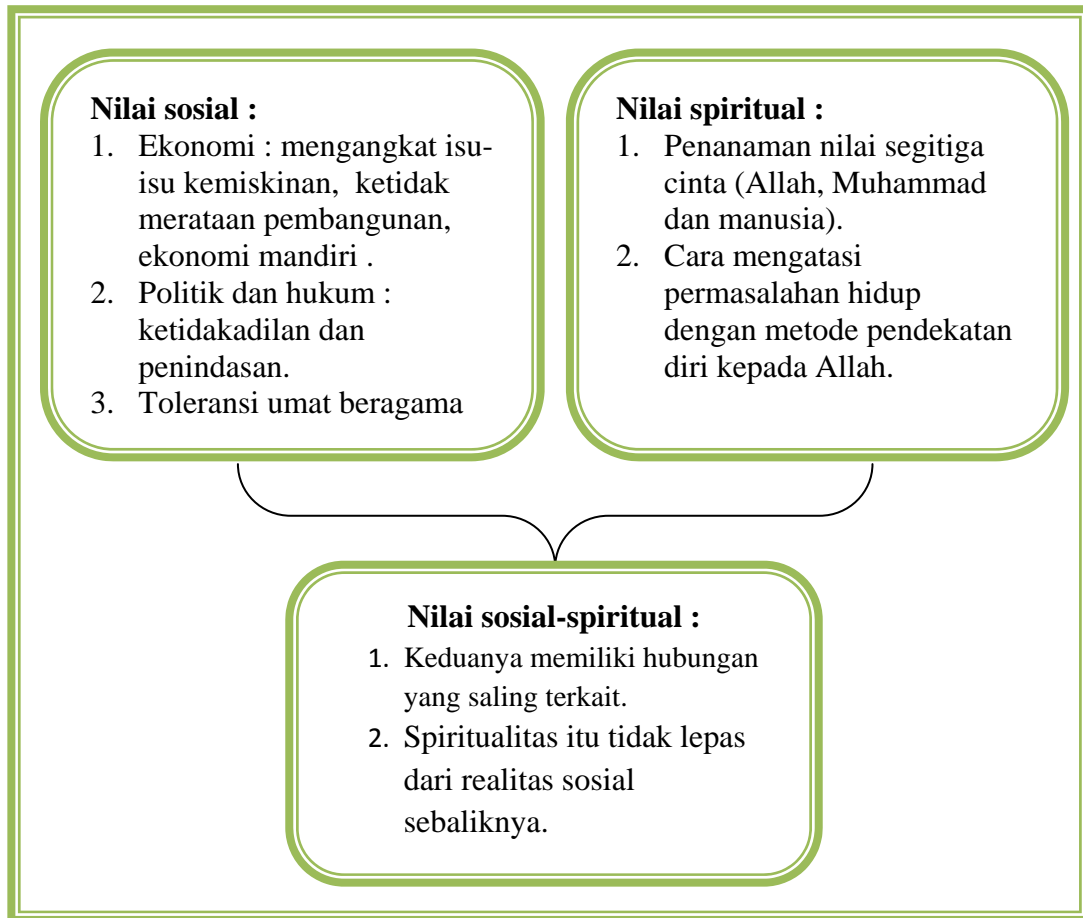 Nilai sosial :
1. Ekonomi : mengangkat isu-
isu kemiskinan, ketidak
merataan pembangunan,
ekonomi mandiri .
2. Politik dan hukum :
ketidakadilan dan
penindasan.
3. Toleransi umat beragama
Nilai spiritual :
1. Penanaman nilai segitiga
cinta (Allah, Muhammad
dan manusia).
2. Cara mengatasi
permasalahan hidup
dengan metode pendekatan
diri kepada Allah.
Nilai sosial-spiritual :
1. Keduanya memiliki hubungan
yang saling terkait.
2. Spiritualitas itu tidak lepas
dari realitas sosial
sebaliknya.